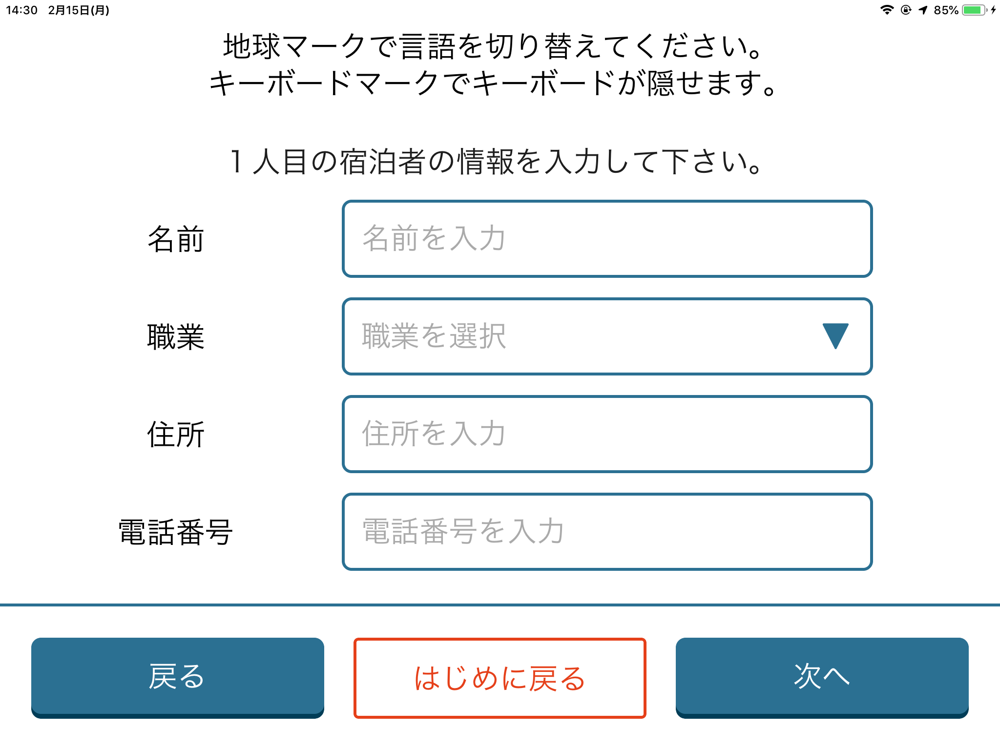 14:30 2月15日(月)
85%
地球マークで言語を切り替えてください。
キーボードマークでキーボードが隠せます。
１人目の宿泊者の情報を入力して下さい。
名前
名前を入力
職業
職業を選択
住所
住所を入力
電話番号
電話番号を入力
戻る
はじめに戻る
次へ